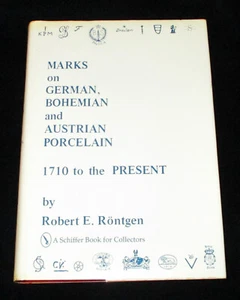 MARKS
on
GERMAN,
BOHEMIAN
and
AUSTRIAN
PORCELAIN
1710 to the PRESENT
by
Robert E. Röntgen
A Schiffer Book for Collectors